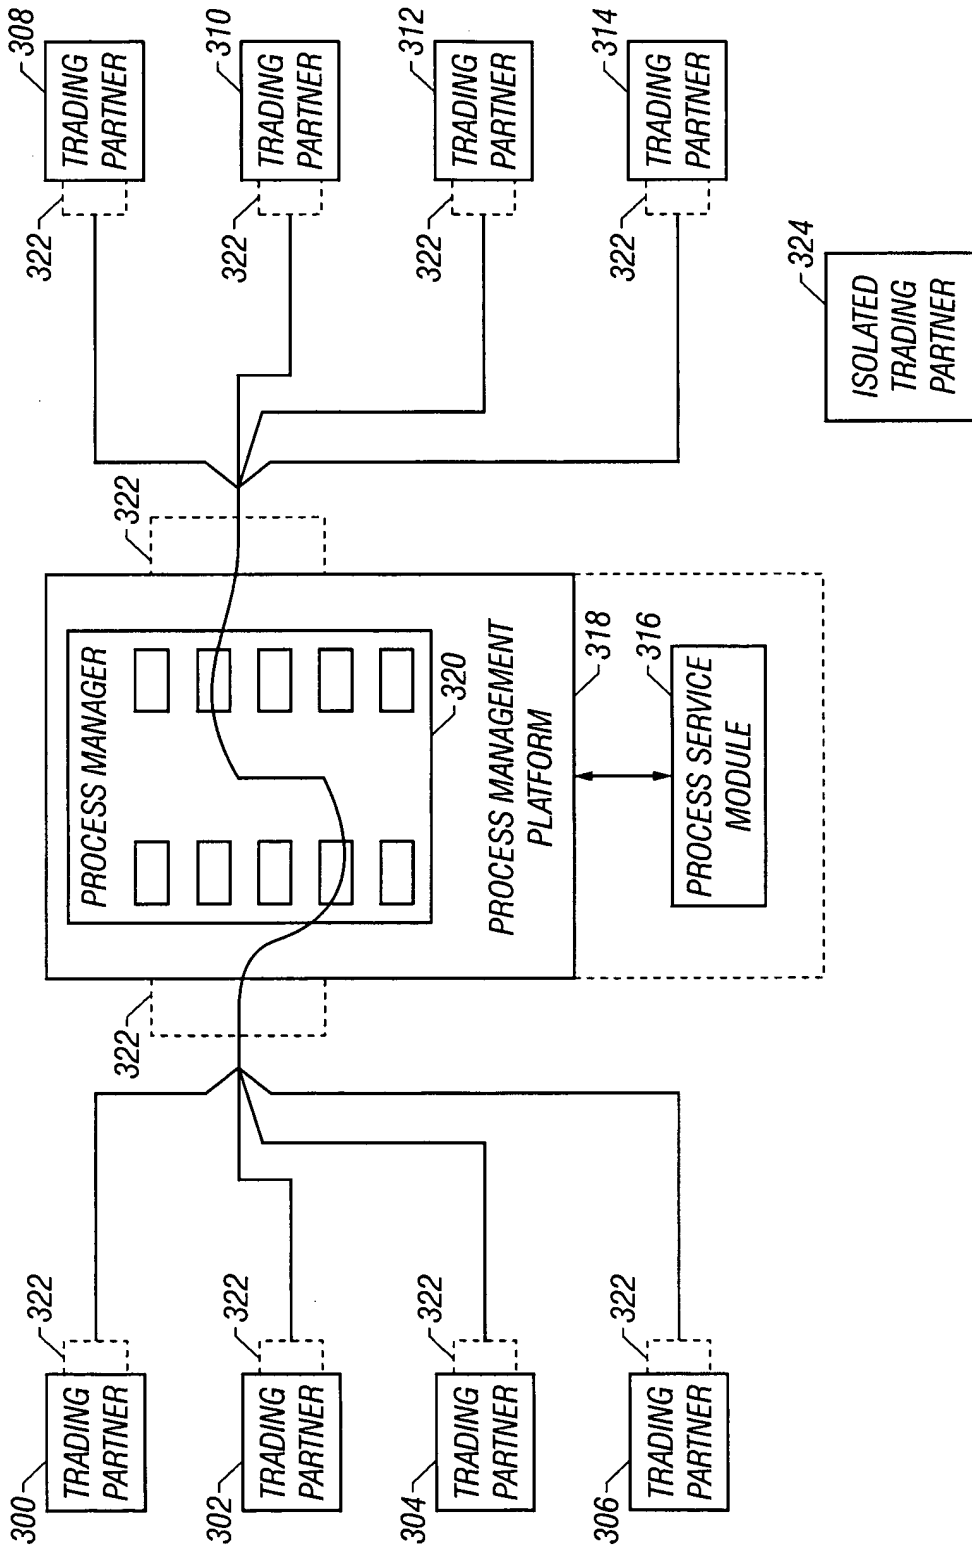 300
TRADING
PARTNER
322
302
TRADING
PARTNER
322
304
TRADING
PARTNER
322
306
TRADING
PARTNER
322
322
PROCESS MANAGER
320
322
PROCESS MANAGEMENT
PLATFORM
318
316
PROCESS SERVICE
MODULE
308
TRADING
PARTNER
322
310
TRADING
PARTNER
322
312
TRADING
PARTNER
322
314
TRADING
PARTNER
322
324
ISOLATED
TRADING
PARTNER